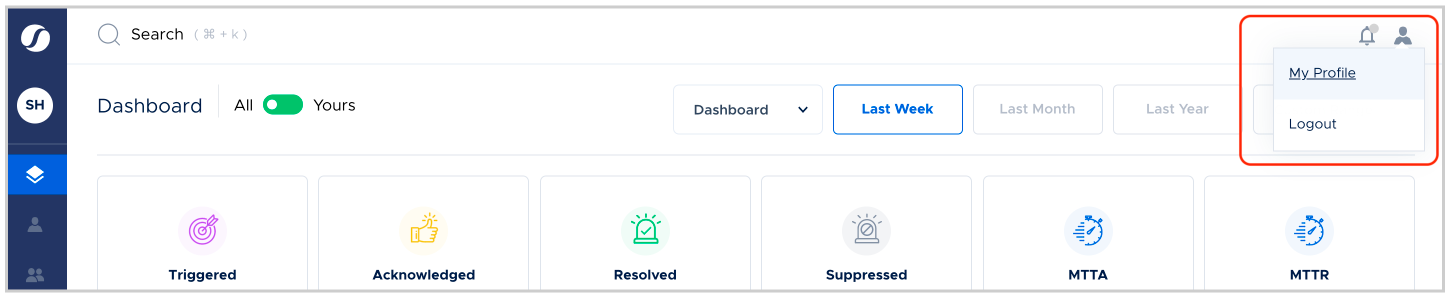 Search ( ⌘ + k )
My Profile
SH
Dashboard All Yours Dashboard Last Week Last Month Last Year
Logout
Triggered Acknowledged Resolved Suppressed MTTA MTTR